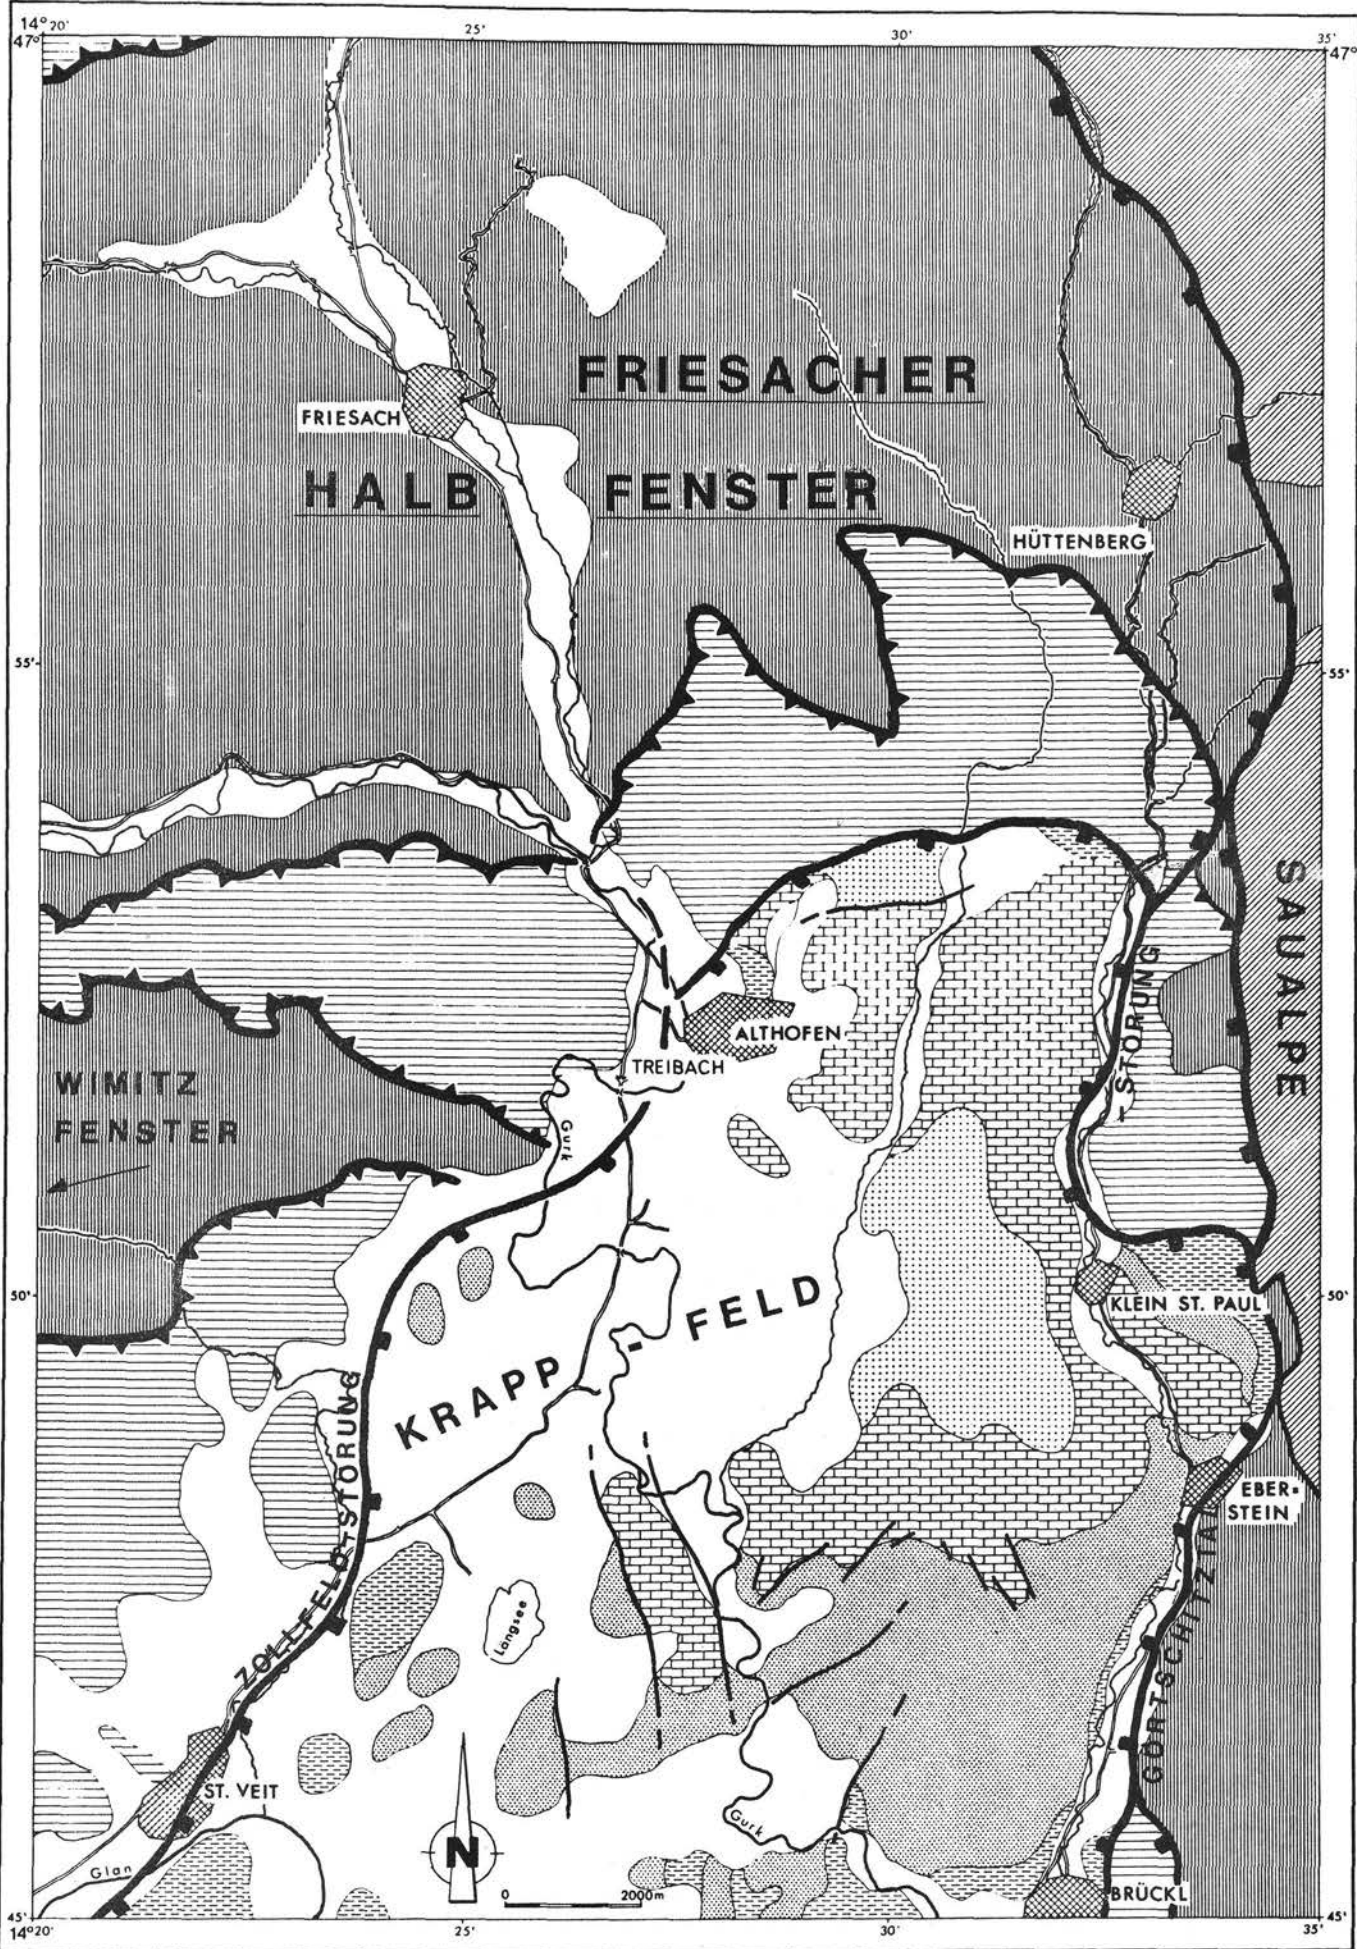 14° 20'
25'
30'
35'
47°
47°
FRIESACHER
FRIESACH
HALB FENSTER
HÜTTENBERG
55'
55'
SAUALPE
ALTHOFEN
TREIBACH
WIMITZ
FENSTER
Gurk
- STÖRUNG
50'
50'
KLEIN ST. PAUL
KRAPP - FELD
ZOLLFELD-STÖRUNG
EBER-
STEIN
Längsee
GÖRTSCHITZTAL
ST. VEIT
Gurk
N
Glan
0 2000m
BRÜCKL
45'
45'
14°20'
25'
30'
35'